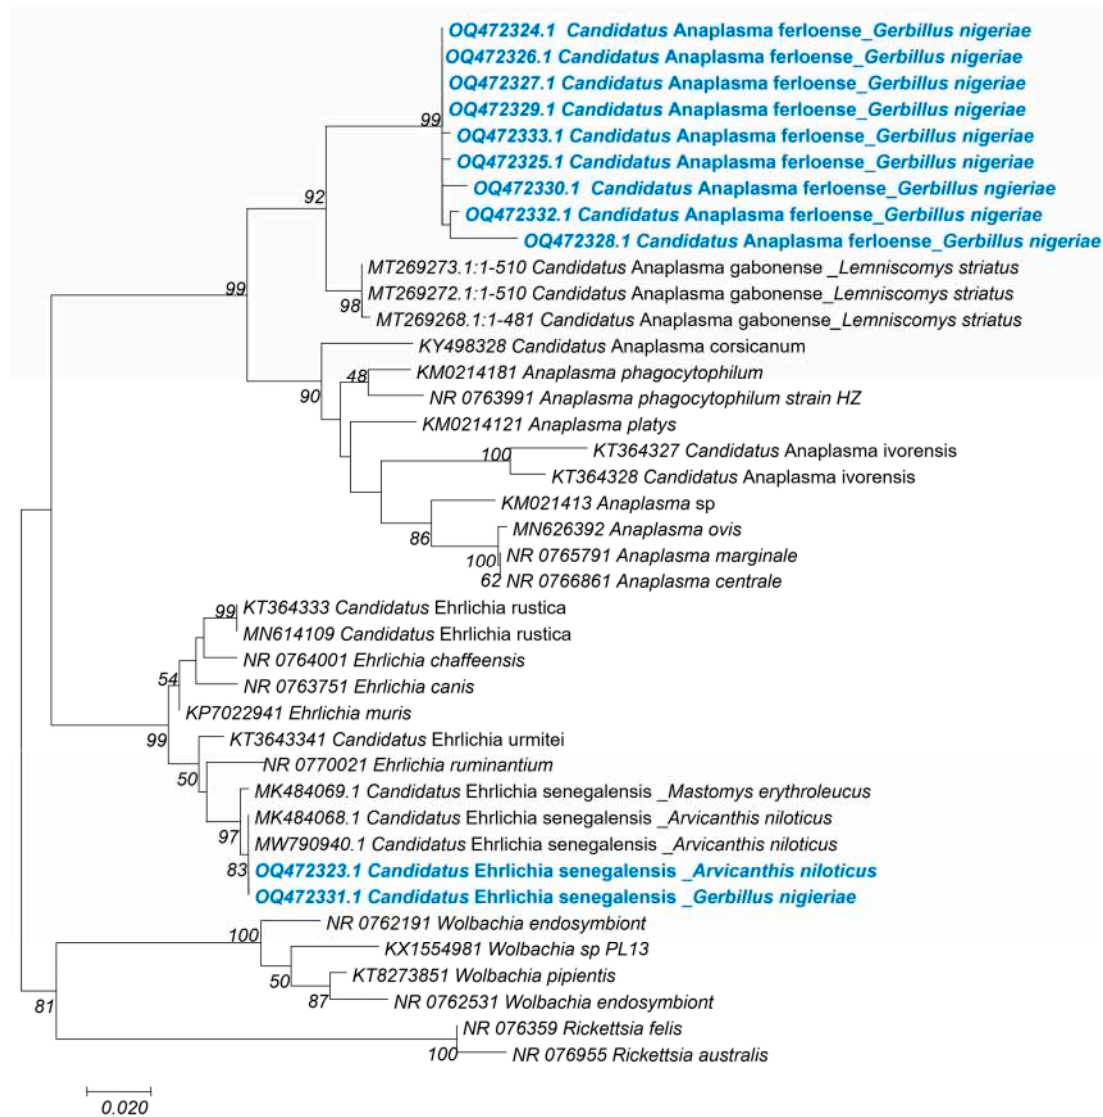 OQ472324.1 Candidatus Anaplasma ferloense_Gerbillus nigeriae
OQ472326.1 Candidatus Anaplasma ferloense_Gerbillus nigeriae
OQ472327.1 Candidatus Anaplasma ferloense_Gerbillus nigeriae
OQ472329.1 Candidatus Anaplasma ferloense_Gerbillus nigeriae
99
OQ472333.1 Candidatus Anaplasma ferloense_Gerbillus nigeriae
OQ472325.1 Candidatus Anaplasma ferloense_Gerbillus nigeriae
OQ472330.1 Candidatus Anaplasma ferloense_Gerbillus ngieriae
92
OQ472332.1 Candidatus Anaplasma ferloense_Gerbillus nigeriae
OQ472328.1 Candidatus Anaplasma ferloense_Gerbillus nigeriae
MT269273.1:1-510 Candidatus Anaplasma gabonense _Lemniscomys striatus
99
MT269272.1:1-510 Candidatus Anaplasma gabonense_Lemniscomys striatus
98
MT269268.1:1-481 Candidatus Anaplasma gabonense_Lemniscomys striatus
KY498328 Candidatus Anaplasma corsicanum
48
KM0214181 Anaplasma phagocytophilum
90
NR 0763991 Anaplasma phagocytophilum strain HZ
KM0214121 Anaplasma platys
100
KT364327 Candidatus Anaplasma ivorensis
KT364328 Candidatus Anaplasma ivorensis
KM021413 Anaplasma sp
86
MN626392 Anaplasma ovis
100
NR 0765791 Anaplasma marginale
62
NR 0766861 Anaplasma centrale
99
KT364333 Candidatus Ehrlichia rustica
MN614109 Candidatus Ehrlichia rustica
NR 0764001 Ehrlichia chaffeensis
54
NR 0763751 Ehrlichia canis
KP7022941 Ehrlichia muris
99
KT3643341 Candidatus Ehrlichia urmitei
50
NR 0770021 Ehrlichia ruminantium
MK484069.1 Candidatus Ehrlichia senegalensis _Mastomys erythroleucus
MK484068.1 Candidatus Ehrlichia senegalensis _Arvicanthis niloticus
97
MW790940.1 Candidatus Ehrlichia senegalensis _Arvicanthis niloticus
83
OQ472323.1 Candidatus Ehrlichia senegalensis _Arvicanthis niloticus
OQ472331.1 Candidatus Ehrlichia senegalensis _Gerbillus nigieriae
NR 0762191 Wolbachia endosymbiont
100
KX1554981 Wolbachia sp PL13
50
KT8273851 Wolbachia pipientis
87
NR 0762531 Wolbachia endosymbiont
81
NR 076359 Rickettsia felis
100
NR 076955 Rickettsia australis
0.020